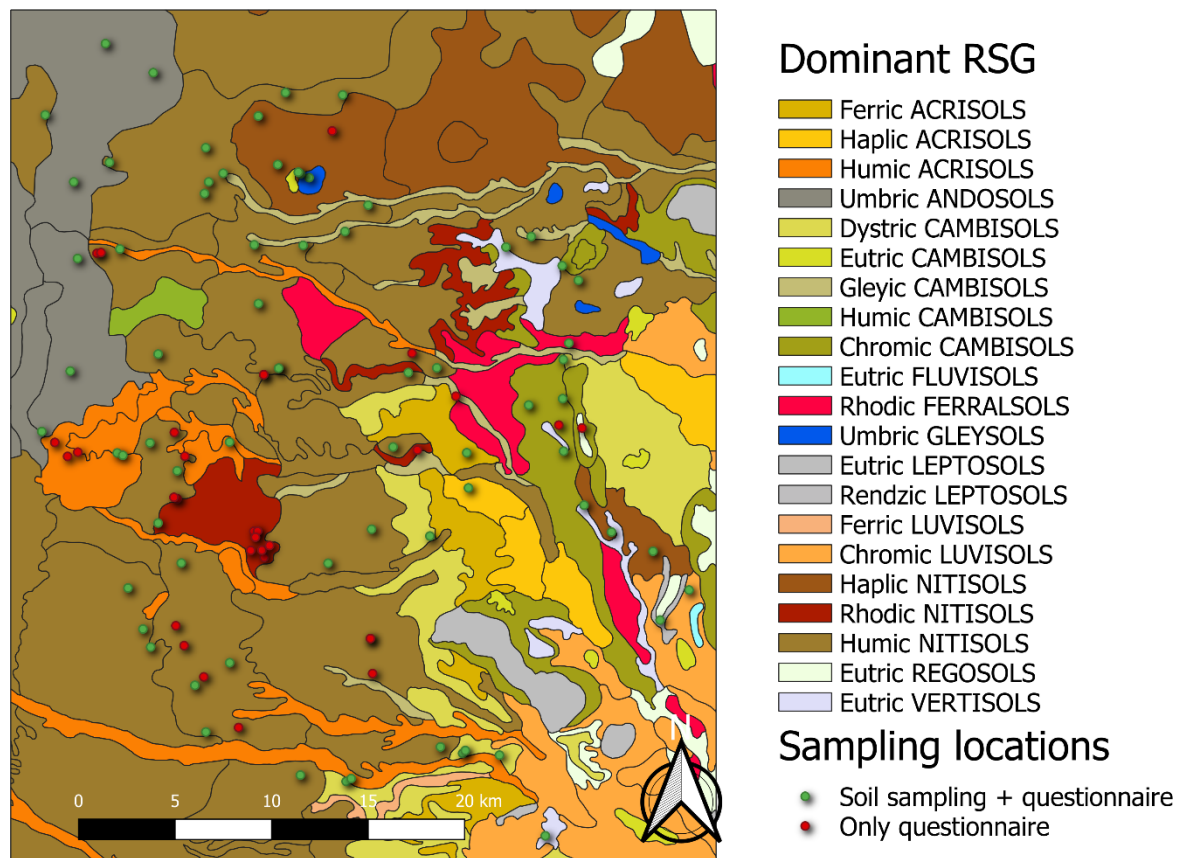 Dominant RSG
Ferric ACRISOLS
Haplic ACRISOLS
Humic ACRISOLS
Umbric ANDOSOLS
Dystric CAMBISOLS
Eutric CAMBISOLS
Gleyic CAMBISOLS
Humic CAMBISOLS
Chromic CAMBISOLS
Eutric FLUVISOLS
Rhodic FERRALSOLS
Umbric GLEYSOLS
Eutric LEPTOSOLS
Rendzic LEPTOSOLS
Ferric LUVISOLS
Chromic LUVISOLS
Haplic NITISOLS
Rhodic NITISOLS
Humic NITISOLS
Eutric REGOSOLS
Eutric VERTISOLS
Sampling locations
Soil sampling + questionnaire
Only questionnaire
N
0 5 10 15 20 km